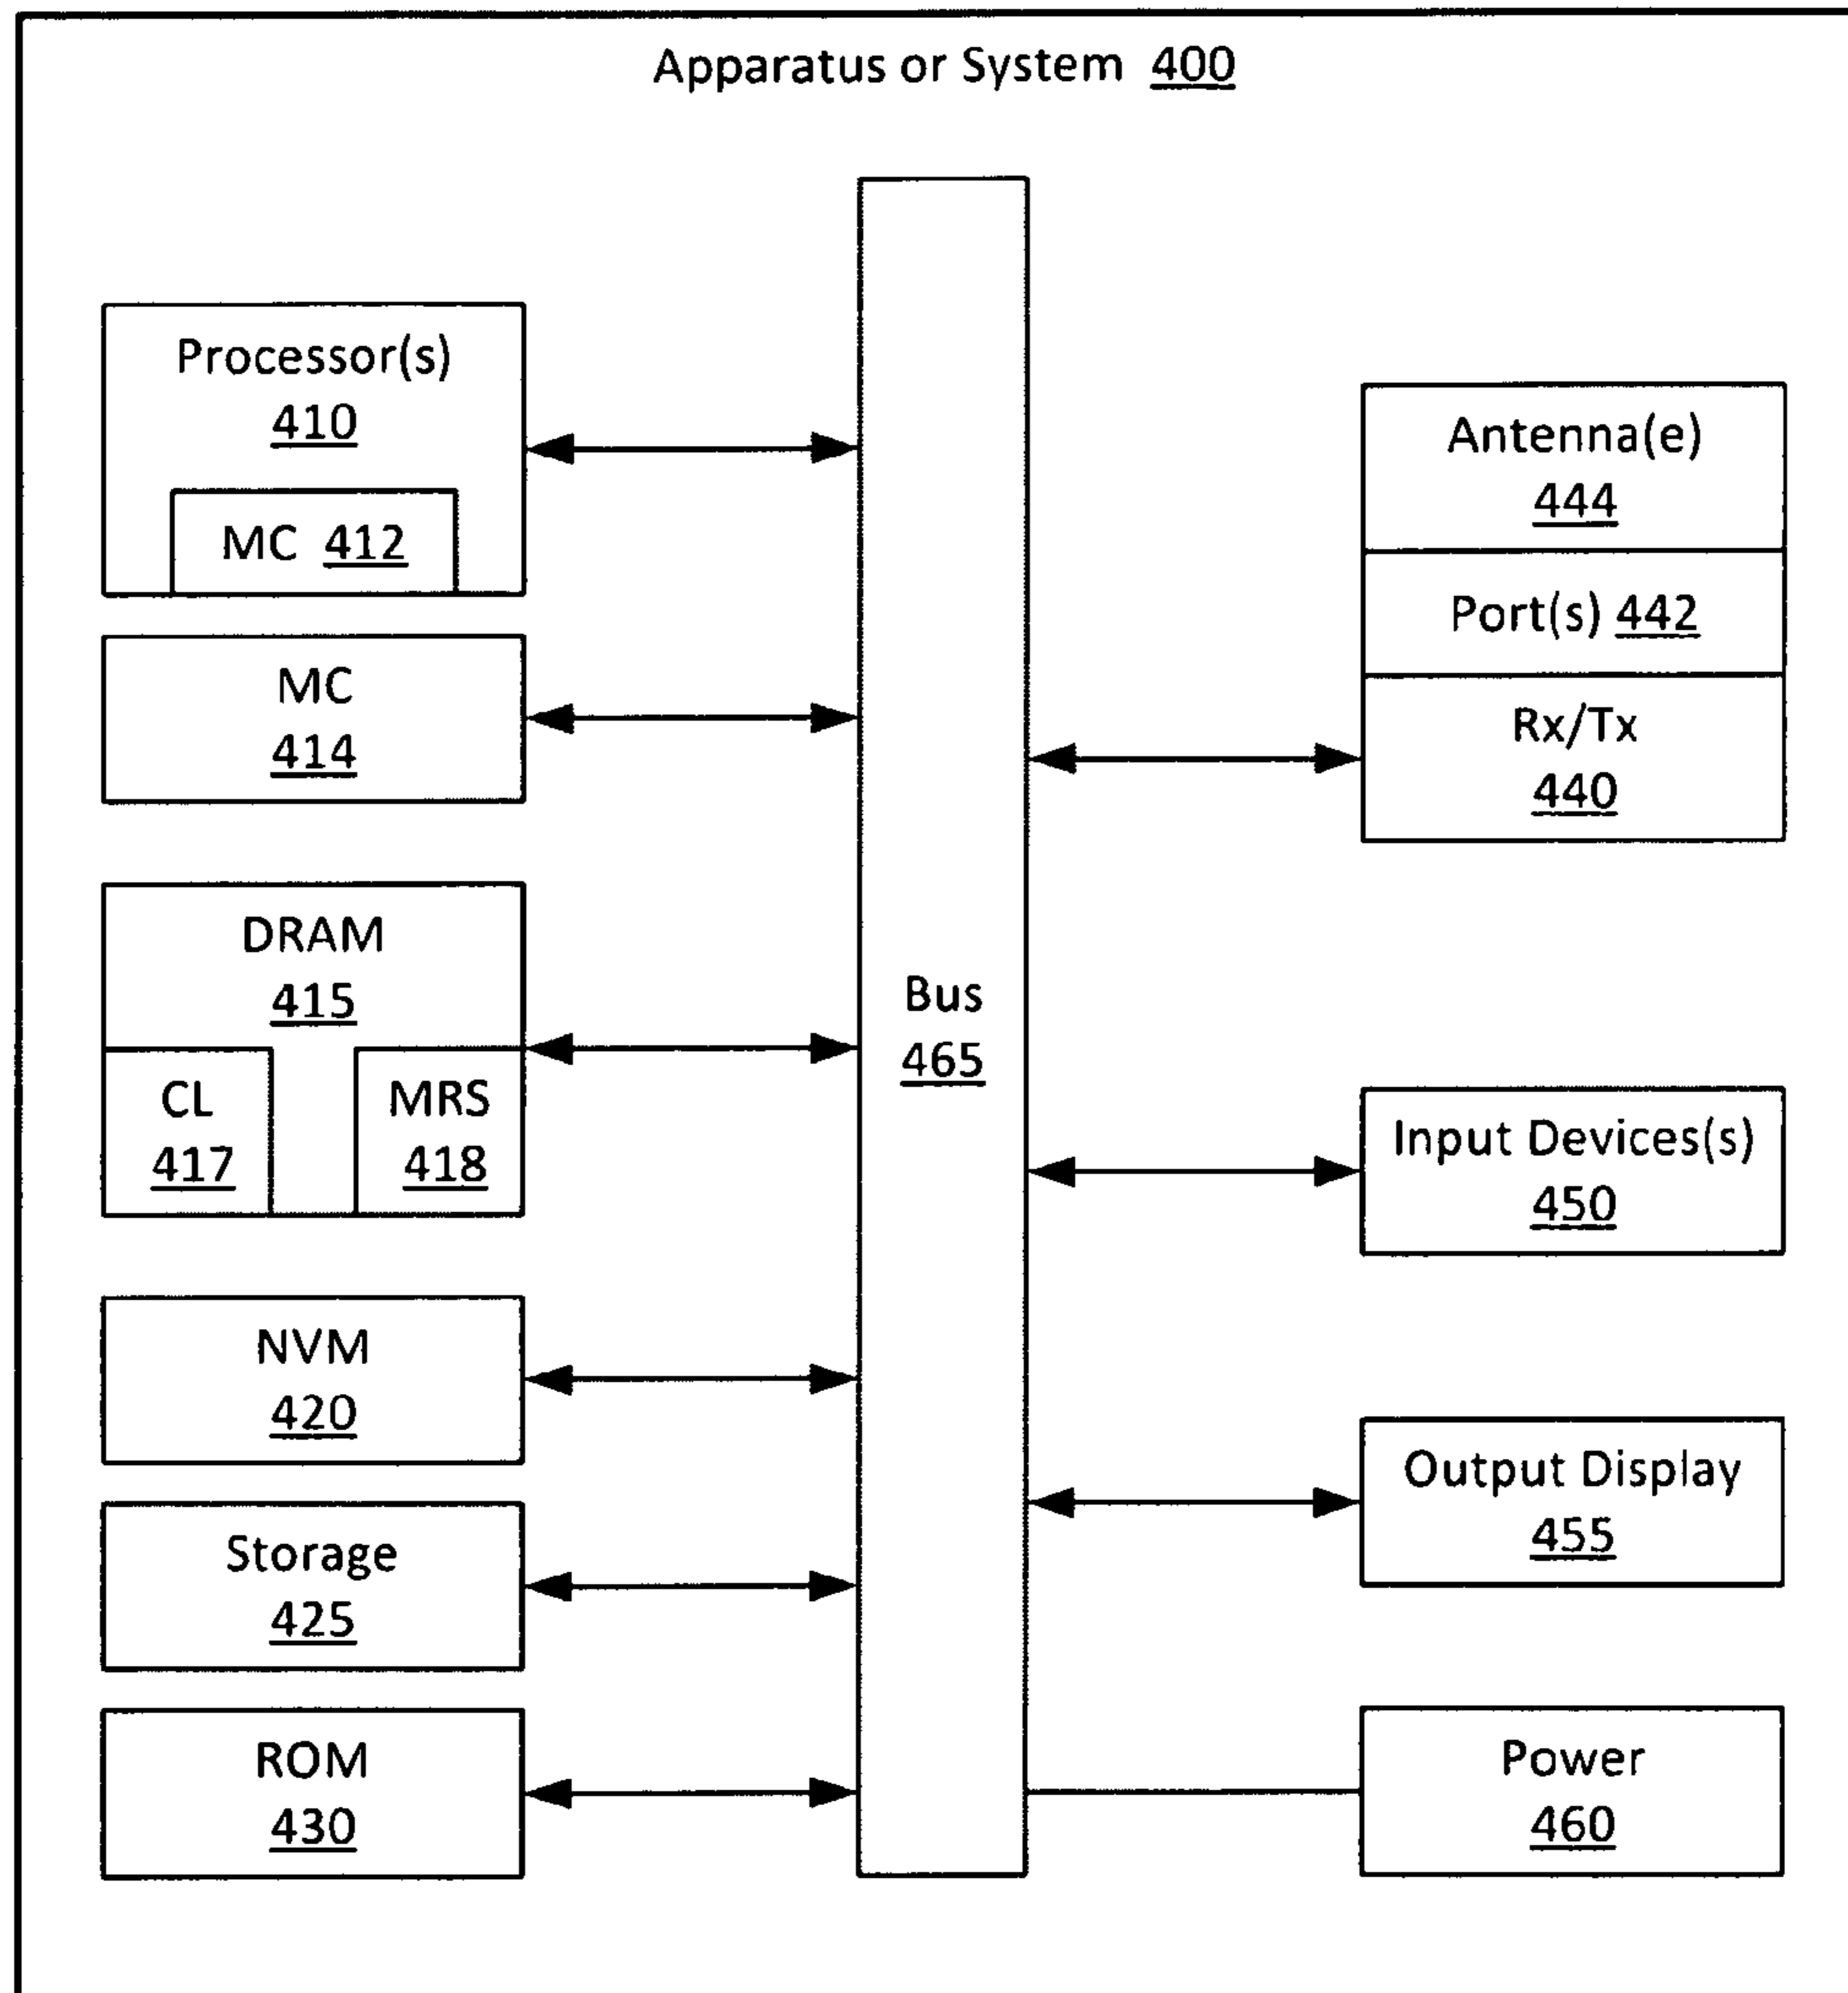 Apparatus or System 400
Processor(s)
410
MC 412
MC
414
DRAM
415
CL
417
MRS
418
NVM
420
Storage
425
ROM
430
Bus
465
Antenna(e)
444
Port(s) 442
Rx/Tx
440
Input Devices(s)
450
Output Display
455
Power
460